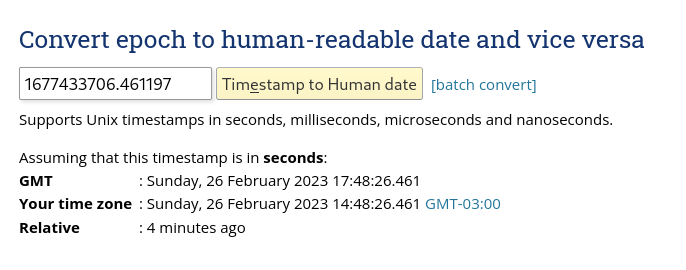 Convert epoch to human-readable date and vice versa
1677433706.461197 Timestamp to Human date [batch convert]
Supports Unix timestamps in seconds, milliseconds, microseconds and nanoseconds.
Assuming that this timestamp is in seconds:
GMT : Sunday, 26 February 2023 17:48:26.461
Your time zone : Sunday, 26 February 2023 14:48:26.461 GMT-03:00
Relative : 4 minutes ago